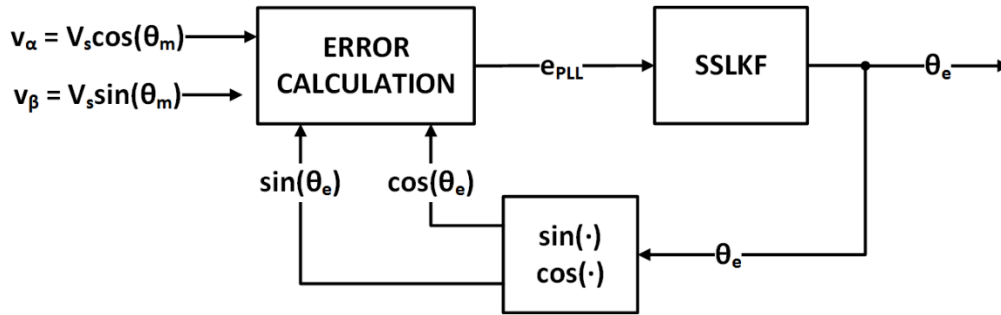 vα = Vscos(θm)
vβ = Vssin(θm)
ERROR
CALCULATION
ePLL
SSLKF
θe
sin(θe)
cos(θe)
sin(·)
cos(·)
θe